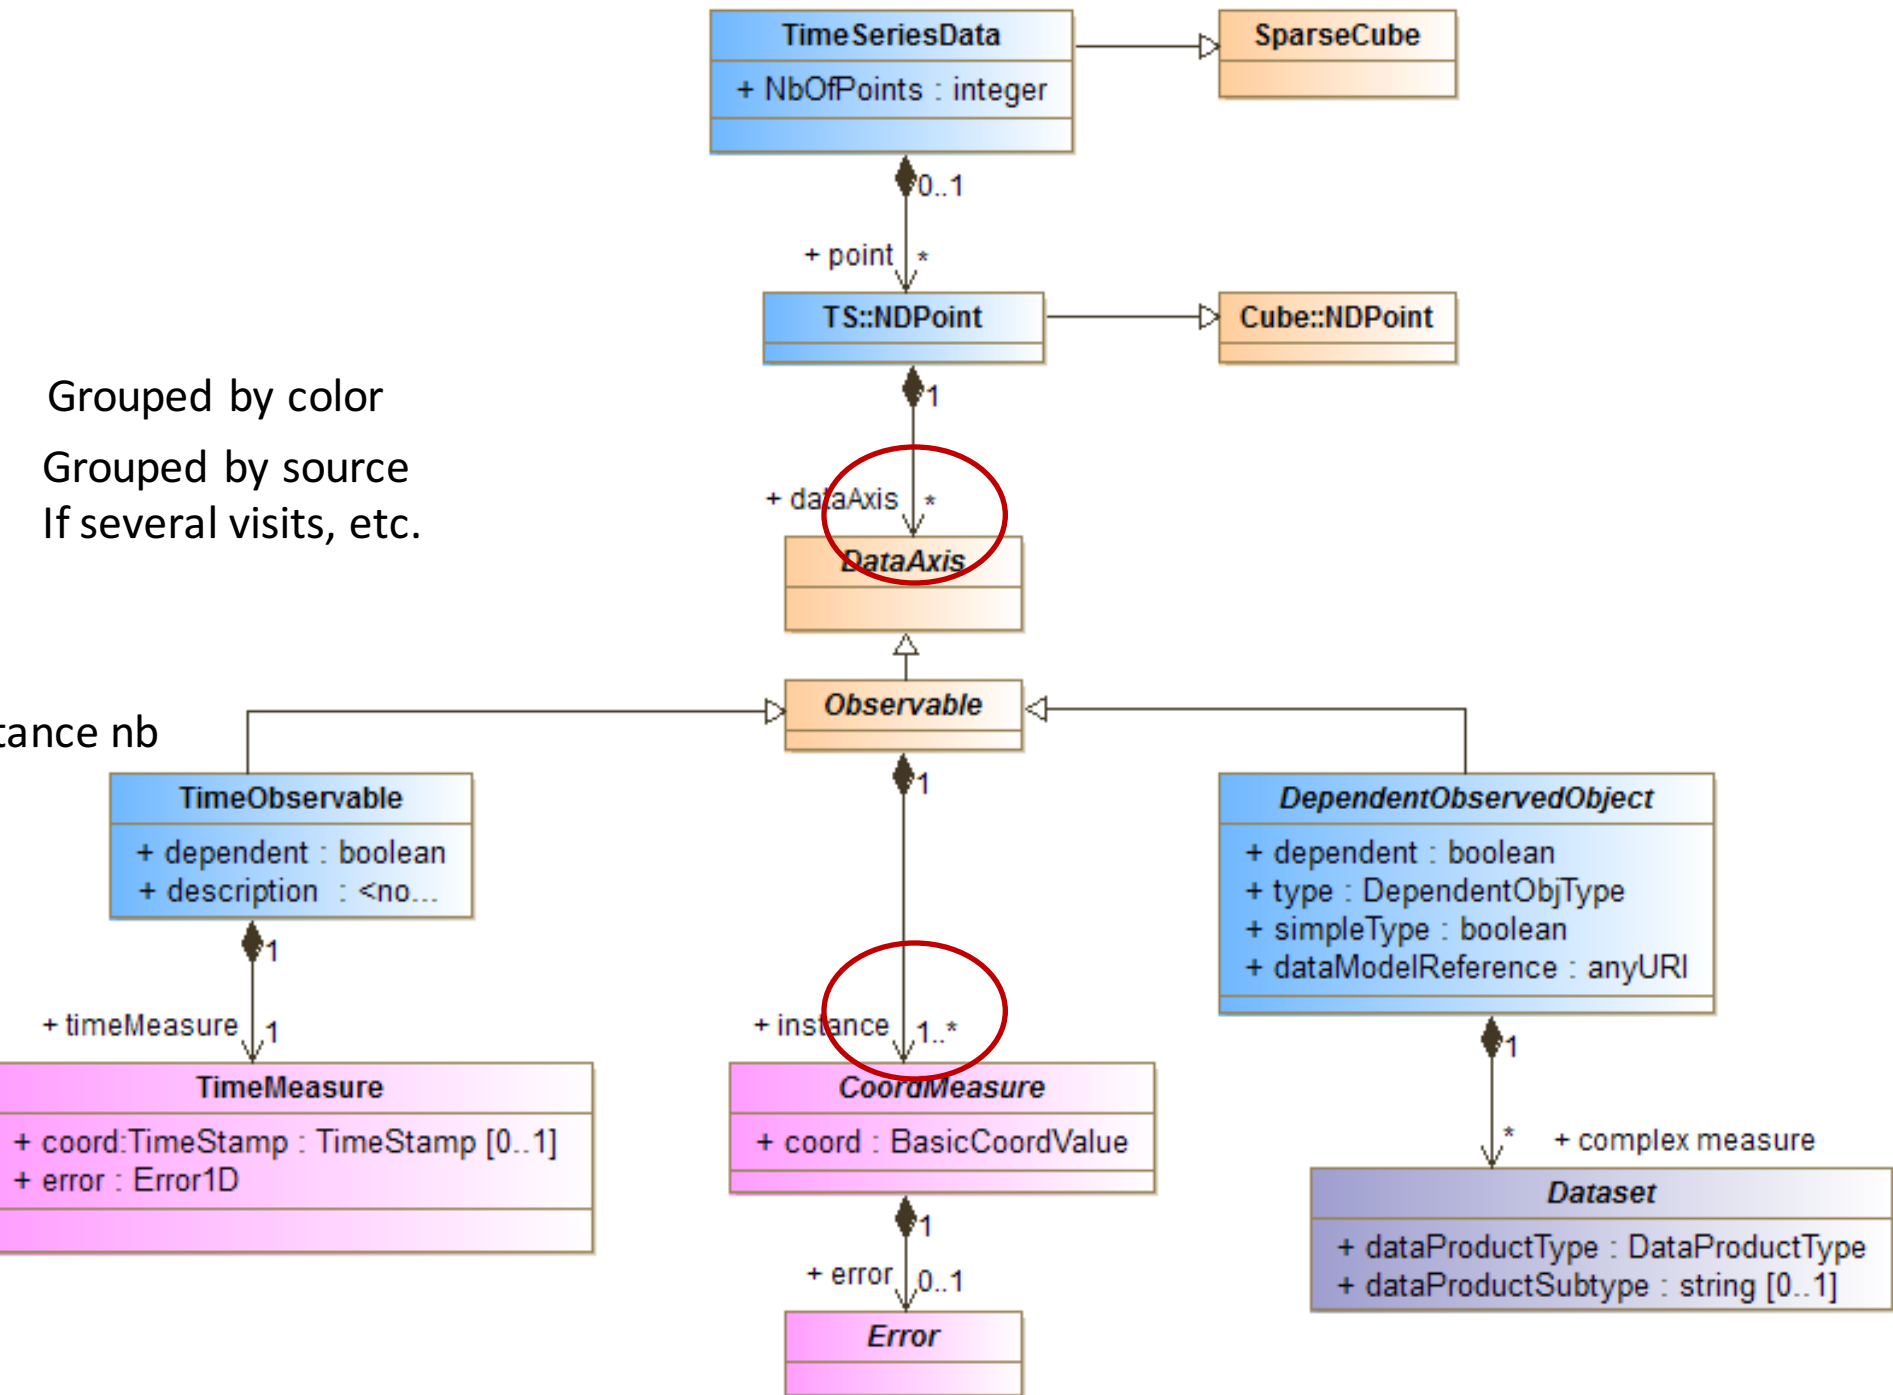 TimeSeriesData
+ NbOfPoints : integer
SparseCube
0..1
+ point
*
TS::NDPoint
Cube::NDPoint
1
Grouped by color
Grouped by source
If several visits, etc.
+ dataAxis
*
DataAxis
Observable
tance nb
1
TimeObservable
+ dependent : boolean
+ description : <no...
DependentObservedObject
+ dependent : boolean
+ type : DependentObjType
+ simpleType : boolean
+ dataModelReference : anyURI
1
+ timeMeasure
1
+ instance
1..*
1
TimeMeasure
+ coord:TimeStamp : TimeStamp [0..1]
+ error : Error1D
CoordMeasure
+ coord : BasicCoordValue
*
+ complex measure
Dataset
+ dataProductType : DataProductType
+ dataProductSubtype : string [0..1]
1
+ error
0..1
Error